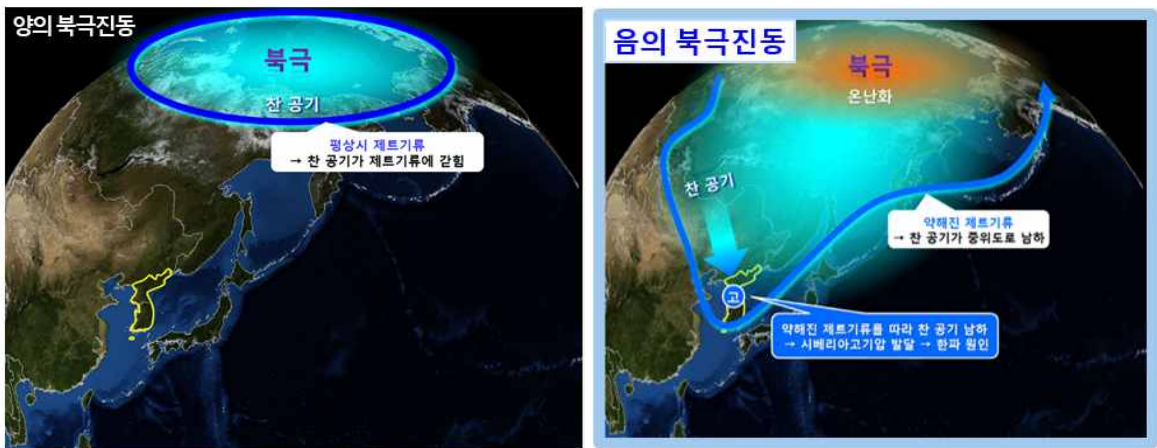 양의 북극진동
북극
찬 공기
평상시 제트기류
→ 찬 공기가 제트기류에 갇힘
음의 북극진동
북극
온난화
찬 공기
약해진 제트기류
→ 찬 공기가 중위도로 남하
고
약해진 제트기류를 따라 찬 공기 남하
→ 시베리아고기압 발달 → 한파 원인